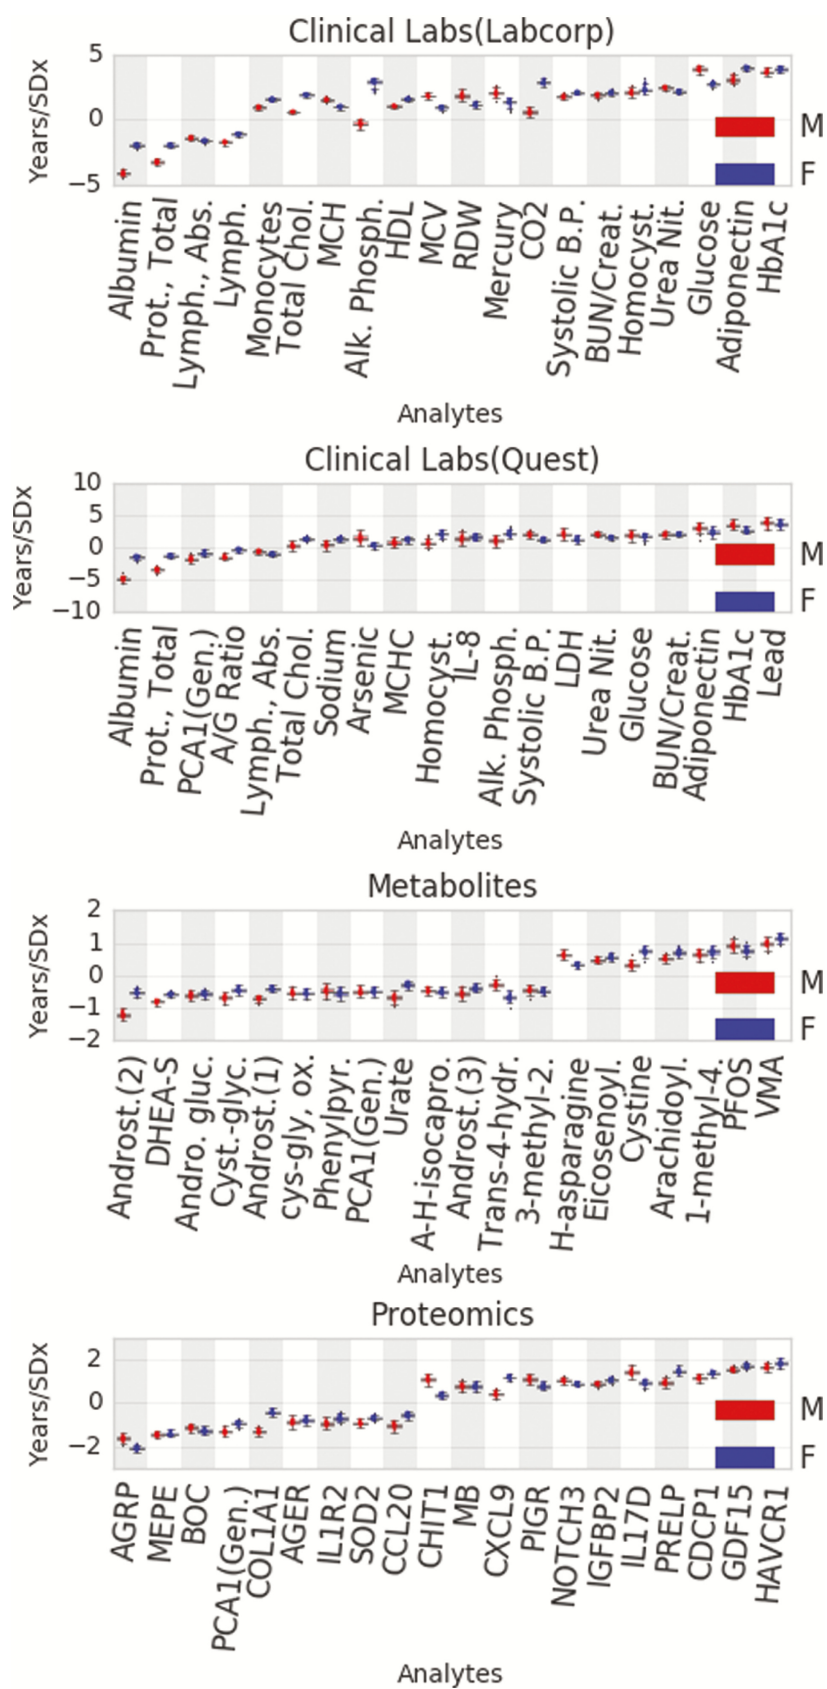 Clinical Labs(Labcorp)
Years/SDx
5
0
−5
M
F
Albumin
Prot., Total
Lymph., Abs.
Lymph.
Monocytes
Total Chol.
MCH
Alk. Phosph.
HDL
MCV
RDW
Mercury
CO2
Systolic B.P.
BUN/Creat.
Homocyst.
Urea Nit.
Glucose
Adiponectin
HbA1c
Analytes
Clinical Labs(Quest)
Years/SDx
10
5
0
−5
−10
M
F
Albumin
Prot., Total
PCA1(Gen.)
A/G Ratio
Lymph., Abs.
Total Chol.
Sodium
Arsenic
MCHC
Homocyst.
IL-8
Alk. Phosph.
Systolic B.P.
LDH
Urea Nit.
Glucose
BUN/Creat.
Adiponectin
HbA1c
Lead
Analytes
Metabolites
Years/SDx
2
1
0
−1
−2
M
F
Androst.(2)
DHEA-S
Andro. gluc.
Cyst.-glyc.
Androst.(1)
cys-gly, ox.
Phenylpyr.
PCA1(Gen.)
Urate
A-H-isocapro.
Androst.(3)
Trans-4-hydr.
3-methyl-2.
H-asparagine
Eicosenoyl.
Cystine
Arachidoyl.
1-methyl-4.
PFOS
VMA
Analytes
Proteomics
Years/SDx
2
0
−2
M
F
AGRP
MEPE
BOC
PCA1(Gen.)
COL1A1
AGER
IL1R2
SOD2
CCL20
CHIT1
MB
CXCL9
PIGR
NOTCH3
IGFBP2
IL17D
PRELP
CDCP1
GDF15
HAVCR1
Analytes